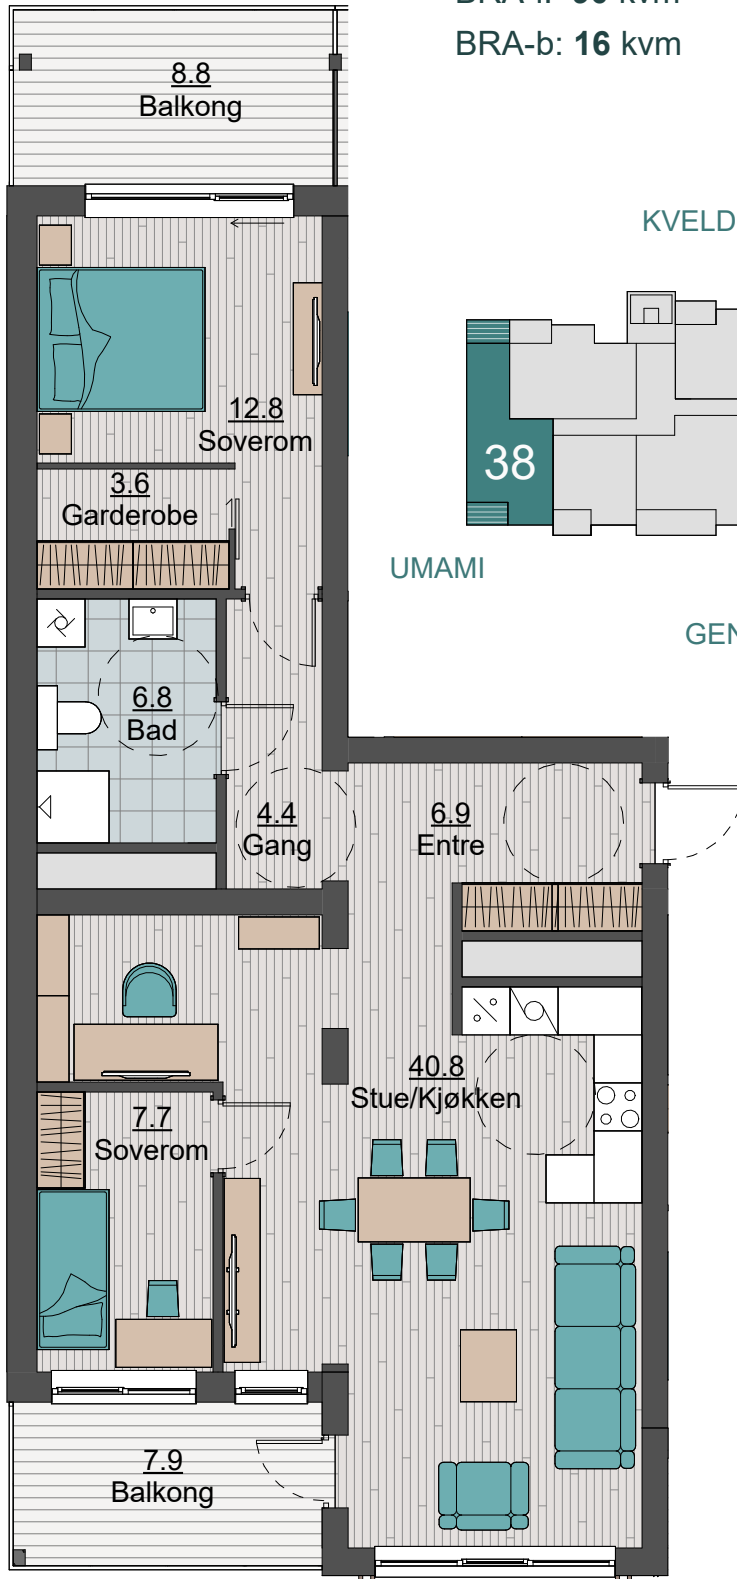 BRA-b: 16 kvm
8.8
Balkong
KVELD
12.8
Soverom
38
3.6
Garderobe
UMAMI
6.8
Bad
4.4
Gang
6.9
Entre
40.8
Stue/Kjøkken
7.7
Soverom
7.9
Balkong